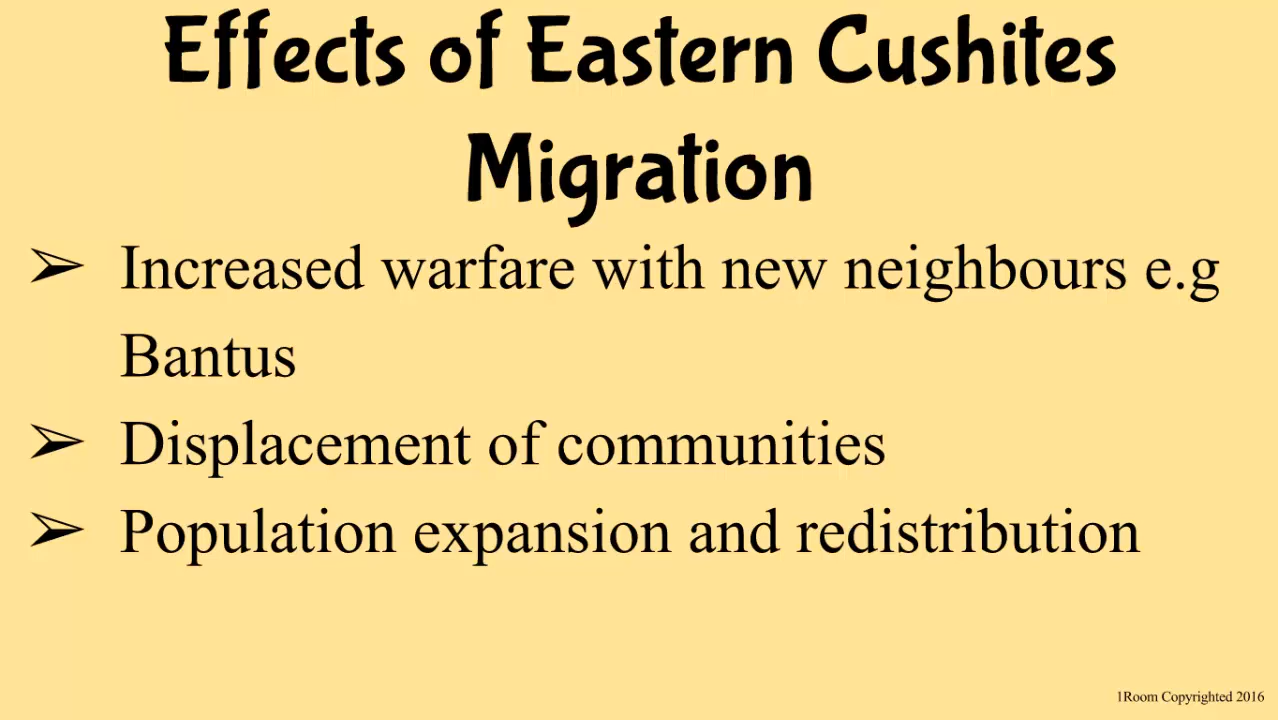 Effects of Eastern Cushites
Migration
➢ Increased warfare with new neighbours e.g
Bantus
➢ Displacement of communities
➢ Population expansion and redistribution
1Room Copyrighted 2016